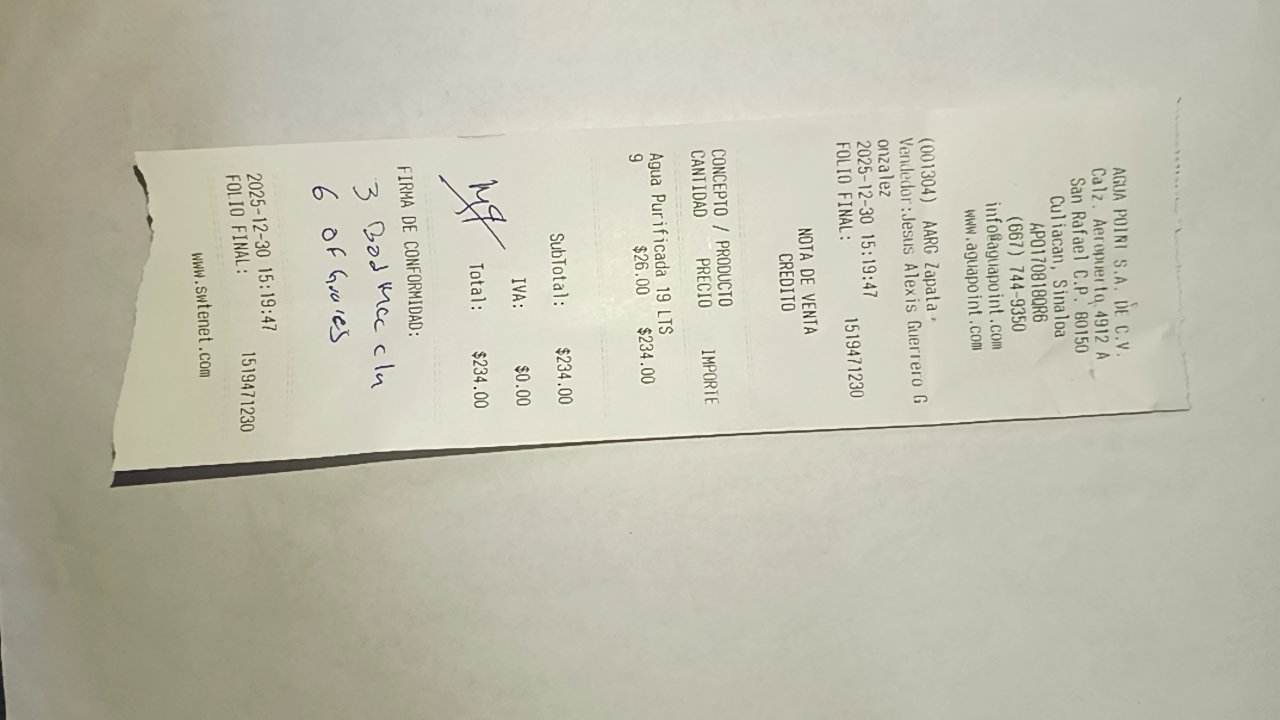 AGUA POINT S.A. DE C.V.
Calz. Aeropuerto 4912 A
San Rafael C.P. 80150
Culiacan, Sinaloa
APO170818QR6
(667) 744-9350
info@aguapoint.com
www.aguapoint.com
(001304) AARG Zapata
Vendedor:Jesus Alexis Guerrero G
onzalez
2025-12-30 15:19:47
FOLIO FINAL: 1519471230
NOTA DE VENTA
CREDITO
CONCEPTO / PRODUCTO
CANTIDAD PRECIO IMPORTE
Agua Purificada 19 LTS
9 $26.00 $234.00
SubTotal: $234.00
IVA: $0.00
Total: $234.00
FIRMA DE CONFORMIDAD:
3
6
2025-12-30 15:19:47
FOLIO FINAL: 1519471230
www.swtenet.com